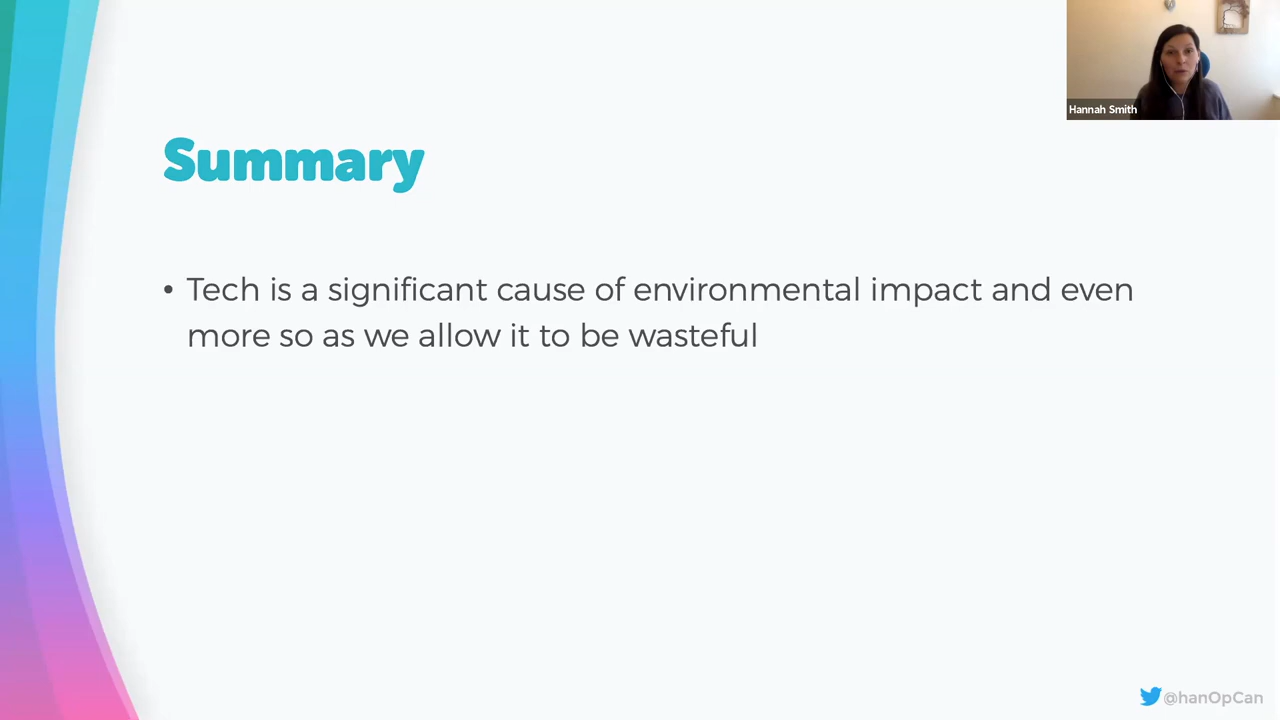 Hannah Smith
Summary
• Tech is a significant cause of environmental impact and even
more so as we allow it to be wasteful
@hanOpCan